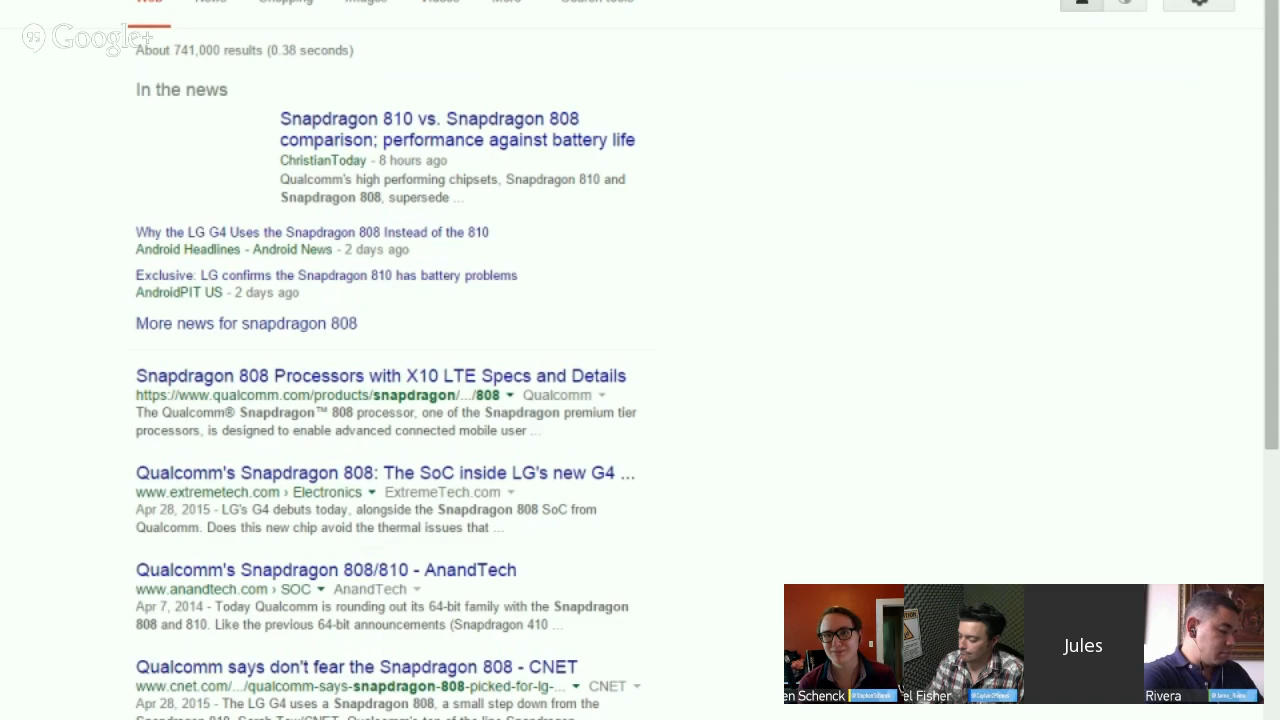 Google+
About 741,000 results (0.38 seconds)
In the news
Snapdragon 810 vs. Snapdragon 808
comparison; performance against battery life
ChristianToday - 8 hours ago
Qualcomm's high performing chipsets, Snapdragon 810 and
Snapdragon 808, supersede ...
Why the LG G4 Uses the Snapdragon 808 Instead of the 810
Android Headlines - Android News - 2 days ago
Exclusive: LG confirms the Snapdragon 810 has battery problems
AndroidPIT US - 2 days ago
More news for snapdragon 808
Snapdragon 808 Processors with X10 LTE Specs and Details
https://www.qualcomm.com/products/snapdragon/.../808 Qualcomm
The Qualcomm® Snapdragon™ 808 processor, one of the Snapdragon premium tier
processors, is designed to enable advanced connected mobile user ...
Qualcomm's Snapdragon 808: The SoC inside LG's new G4 ...
www.extremetech.com › Electronics ExtremeTech.com
Apr 28, 2015 - LG's G4 debuts today, alongside the Snapdragon 808 SoC from
Qualcomm. Does this new chip avoid the thermal issues that ...
Qualcomm's Snapdragon 808/810 - AnandTech
www.anandtech.com › SOC AnandTech
Apr 7, 2014 - Today Qualcomm is rounding out its 64-bit family with the Snapdragon
808 and 810. Like the previous 64-bit announcements (Snapdragon 410 ...
Qualcomm says don't fear the Snapdragon 808 - CNET
www.cnet.com/.../qualcomm-says-snapdragon-808-picked-for-lg-... CNET
Apr 28, 2015 - The LG G4 uses a Snapdragon 808, a small step down from the
Jules
en Schenck
el Fisher
Rivera